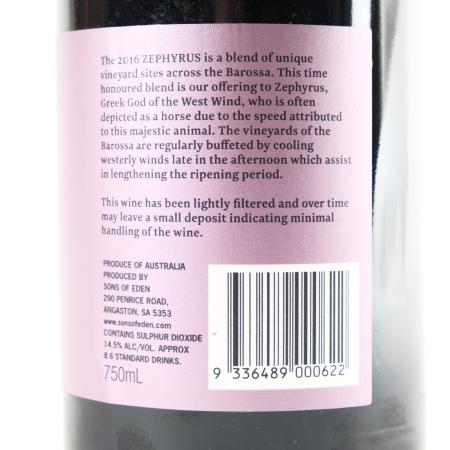 The 2016 ZEPHYRUS is a blend of unique
vineyard sites across the Barossa. This time
honoured blend is our offering to Zephyrus,
Greek God of the West Wind, who is often
depicted as a horse due to the speed attributed
to this majestic animal. The vineyards of the
Barossa are regularly buffeted by cooling
westerly winds late in the afternoon which assist
in lengthening the ripening period.
This wine has been lightly filtered and over time
may leave a small deposit indicating minimal
handling of the wine.
PRODUCE OF AUSTRALIA
PRODUCED BY
SONS OF EDEN
290 PENRICE ROAD,
ANGASTON, SA 5353
www.sonsofeden.com
CONTAINS SULPHUR DIOXIDE
14.5% ALC/VOL. APPROX
8.6 STANDARD DRINKS.
750mL
9 336489 000622